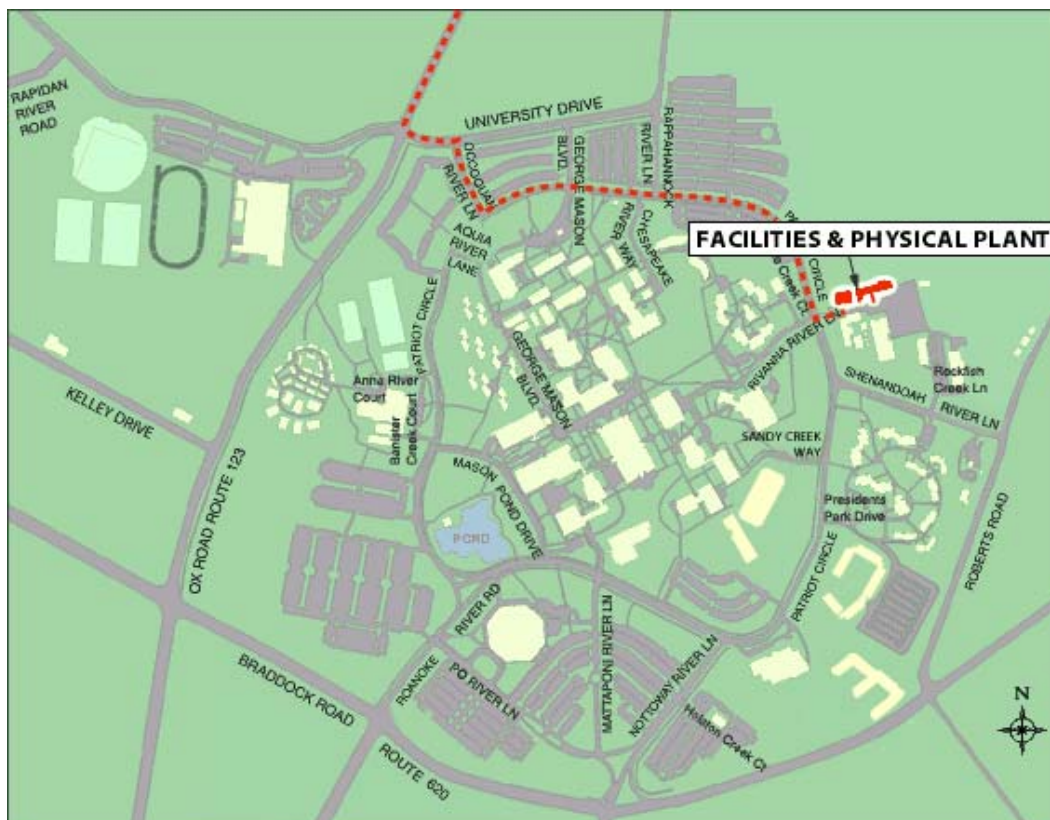 RAPIDAN
RIVER
ROAD
UNIVERSITY DRIVE
OCCOQUAN
RIVER LN
GEORGE MASON
BLVD.
RAPPAHANNOCK
RIVER LN
CHESAPEAKE
RIVER WAY
AQUIA
RIVER
LANE
FACILITIES & PHYSICAL PLANT
CIRCLE
Creek Ct
RIVANNA RIVER
PATRIOT CIRCLE
GEORGE MASON
BLVD.
SHENANDOAH
RIVER LN
Rockfish
Creek Ln
KELLEY DRIVE
Anna River
Court
Banister
Creek Court
SANDY CREEK
WAY
MASON POND DRIVE
POND
Presidents
Park Drive
OX ROAD ROUTE 123
PATRIOT CIRCLE
ROBERTS ROAD
ROANOKE
RIVER RD
PO RIVER LN
MATTAPONI RIVER LN
NOTTOWAY RIVER LN
Holston Creek Ct
BRADDOCK ROAD
ROUTE 620
N